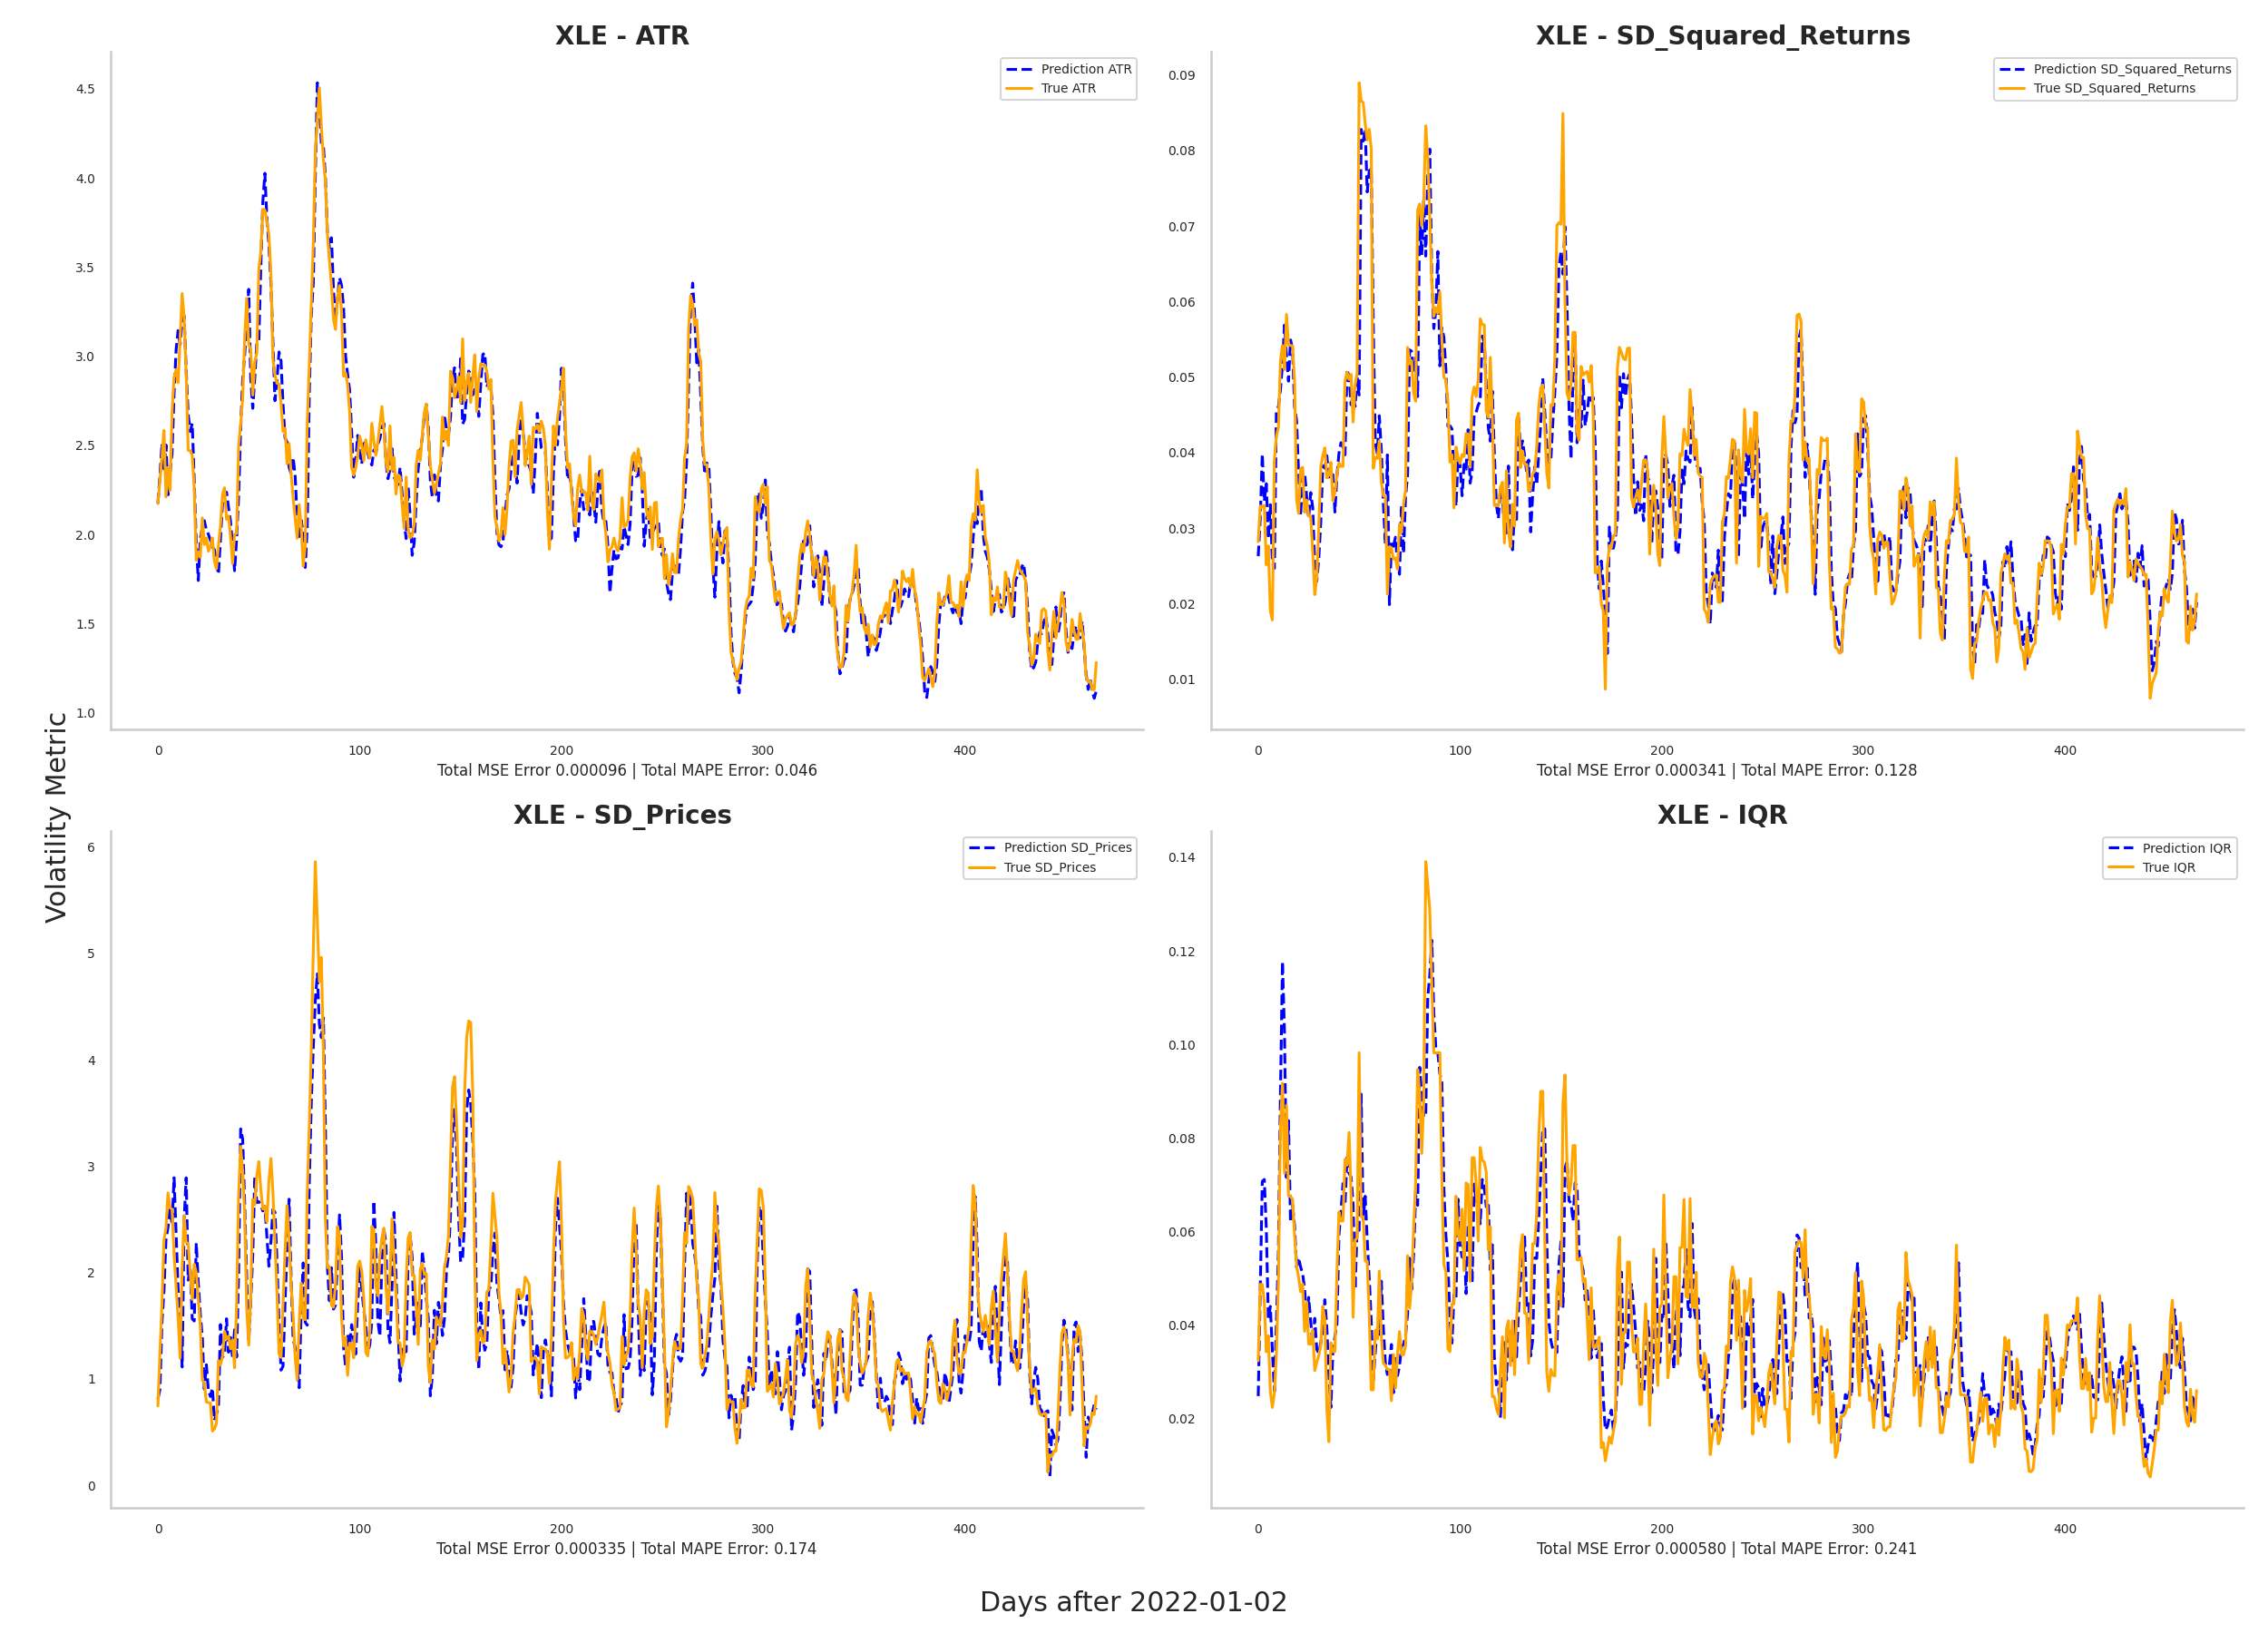 XLE - ATR
Prediction ATR
True ATR
4.5
4.0
3.5
3.0
2.5
2.0
1.5
1.0
0 100 200 300 400
Total MSE Error 0.000096 | Total MAPE Error: 0.046
XLE - SD_Squared_Returns
Prediction SD_Squared_Returns
True SD_Squared_Returns
0.09
0.08
0.07
0.06
0.05
0.04
0.03
0.02
0.01
0 100 200 300 400
Total MSE Error 0.000341 | Total MAPE Error: 0.128
Volatility Metric
XLE - SD_Prices
Prediction SD_Prices
True SD_Prices
6
5
4
3
2
1
0
0 100 200 300 400
Total MSE Error 0.000335 | Total MAPE Error: 0.174
XLE - IQR
Prediction IQR
True IQR
0.14
0.12
0.10
0.08
0.06
0.04
0.02
0 100 200 300 400
Total MSE Error 0.000580 | Total MAPE Error: 0.241
Days after 2022-01-02